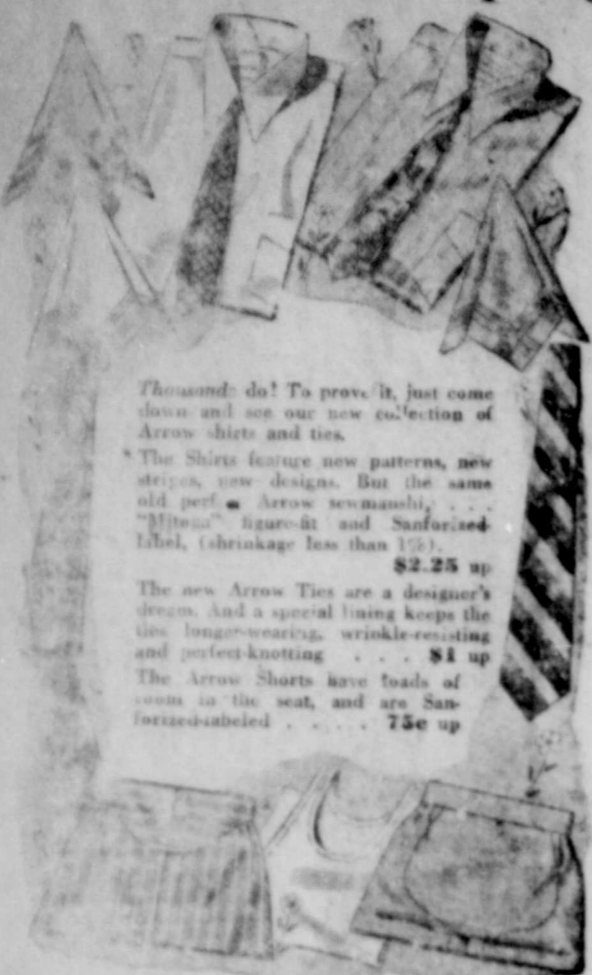 Thousands do! To prove it, just come
down and see our new collection of
Arrow shirts and ties.
The Shirts feature new patterns, new
stripes, new designs. But the same
old Arrow . . .
"Mitoga" figure-fit and Sanforized-
label, (shrinkage less than 1%).
$2.25 up
The new Arrow Ties are a designer's
dream. And a special lining keeps the
ties longer-wearing, wrinkle-resisting
and perfect-knotting . . . $1 up
The Arrow Shorts have loads of
room in the seat, and are San-
forized-labeled . . . . 75c up